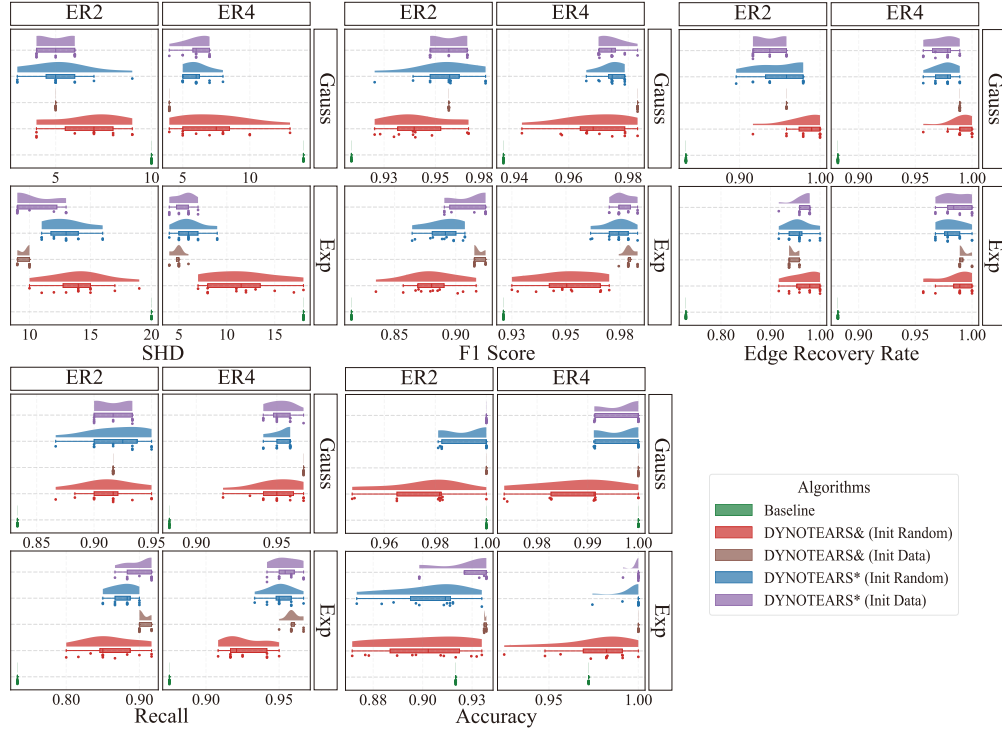 ER2 ER4 ER2 ER4 ER2 ER4
Gauss Gauss Gauss
5 10 5 10 0.93 0.95 0.98 0.94 0.96 0.98 0.90 1.00 0.90 0.95 1.00
Exp Exp Exp
10 15 20 5 10 15 0.85 0.90 0.93 0.95 0.98 0.80 0.90 1.00 0.90 1.00
SHD F1 Score Edge Recovery Rate
ER2 ER4 ER2 ER4
Gauss Gauss
0.85 0.90 0.95 0.90 0.95 0.96 0.98 1.00 0.98 0.99 1.00
Algorithms
Baseline
DYNOTEARS& (Init Random)
DYNOTEARS& (Init Data)
DYNOTEARS* (Init Random)
DYNOTEARS* (Init Data)
Exp Exp
0.80 0.90 0.90 0.95 0.88 0.90 0.93 0.95 1.00
Recall Accuracy